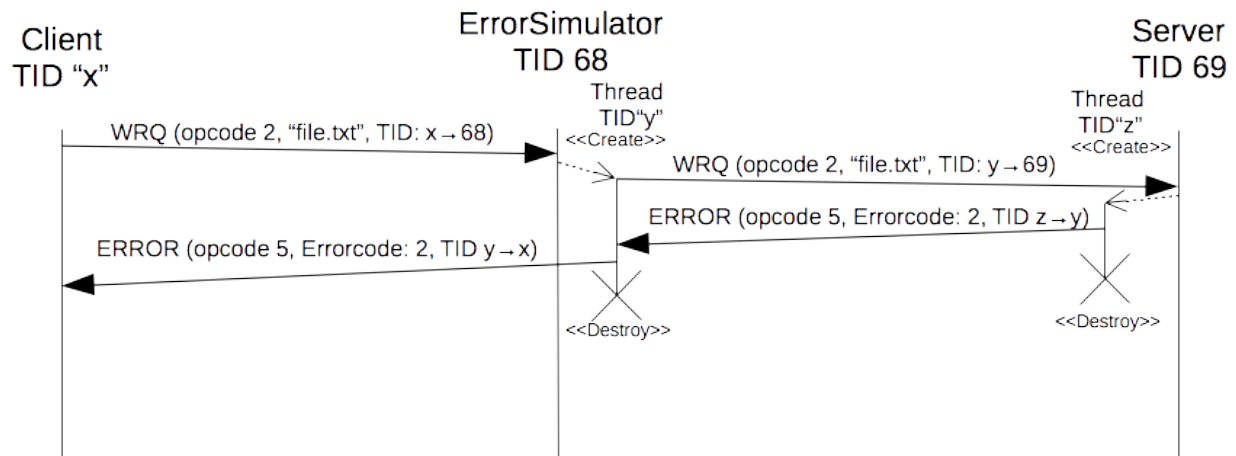 Client
TID “x”
ErrorSimulator
TID 68
Server
TID 69
Thread
TID“y”
<<Create>>
Thread
TID“z”
<<Create>>
WRQ (opcode 2, “file.txt”, TID: x→68)
WRQ (opcode 2, “file.txt”, TID: y→69)
ERROR (opcode 5, Errorcode: 2, TID z→y)
ERROR (opcode 5, Errorcode: 2, TID y→x)
<<Destroy>>
<<Destroy>>